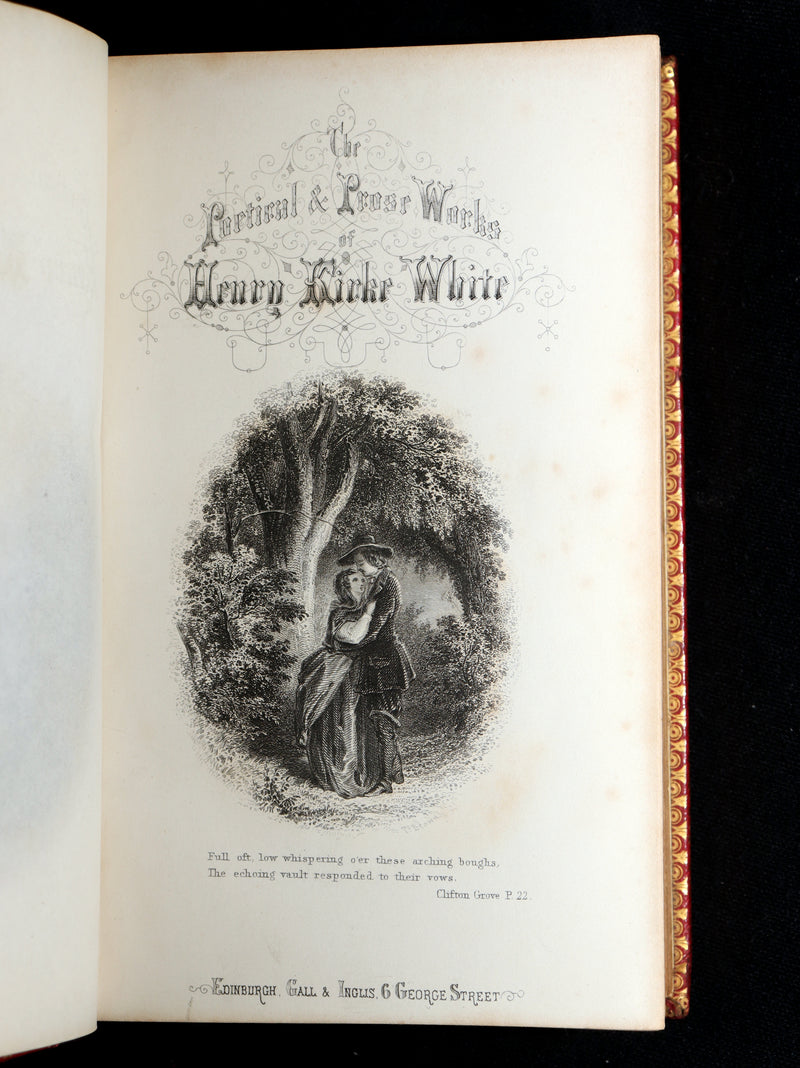 The
Poetical & Prose Works
of
Henry Kirke White
Full oft, low whispering o'er these arching boughs,
The echoing vault responded to their vows.
Clifton Grove P. 22.
Edinburgh, Gall & Inglis, 6 George Street